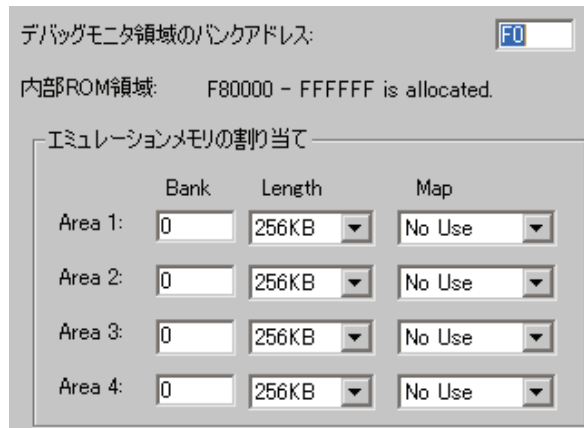 デバッグモニタ領域のバンクアドレス: F0
内部ROM領域: F80000 - FFFFFF is allocated.
エミュレーションメモリの割り当て
Bank Length Map
Area 1: 0 256KB No Use
Area 2: 0 256KB No Use
Area 3: 0 256KB No Use
Area 4: 0 256KB No Use